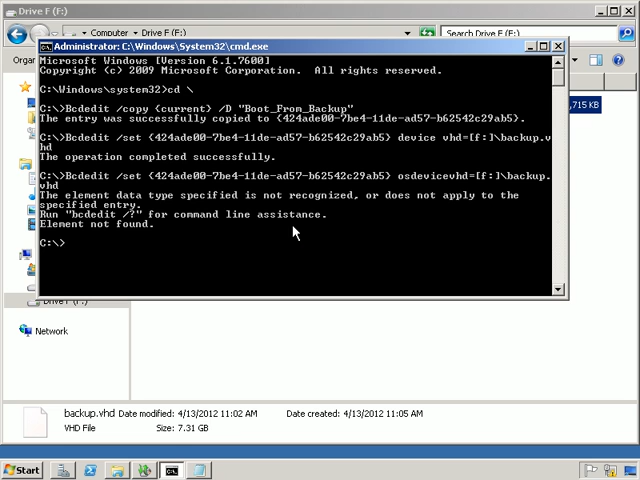 Drive F (F:)
Computer
Drive F (F:)
Search Drive F (F:)
Organ
Administrator: C:\Windows\System32\cmd.exe
Microsoft Windows [Version 6.1.7600]
Copyright (c) 2009 Microsoft Corporation.  All rights reserved.
C:\Windows\system32>cd \
C:\>Bcdedit /copy {current} /D "Boot_From_Backup"
The entry was successfully copied to {424ade00-7be4-11de-ad57-b62542c29ab5}.
C:\>Bcdedit /set {424ade00-7be4-11de-ad57-b62542c29ab5} device vhd=[f:]\backup.v
hd
The operation completed successfully.
C:\>Bcdedit /set {424ade00-7be4-11de-ad57-b62542c29ab5} osdevicevhd=[f:]\backup.
vhd
The element data type specified is not recognized, or does not apply to the
specified entry.
Run "bcdedit /?" for command line assistance.
Element not found.
C:\>
,715 KB
Drive F (F:)
Network
backup.vhd Date modified: 4/13/2012 11:02 AM
Date created: 4/13/2012 11:05 AM
VHD File
Size: 7.31 GB
Start